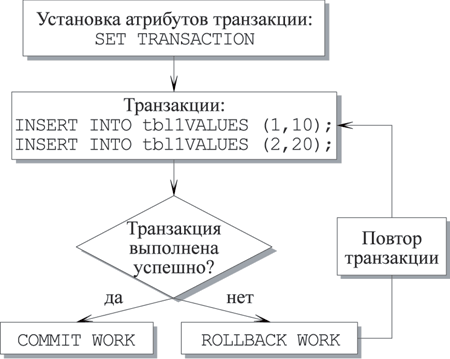 Установка атрибутов транзакции:
SET TRANSACTION
Транзакции:
INSERT INTO tbl1VALUES (1,10);
INSERT INTO tbl1VALUES (2,20);
Транзакция
выполнена
успешно?
да
нет
Повтор
транзакции
COMMIT WORK
ROLLBACK WORK